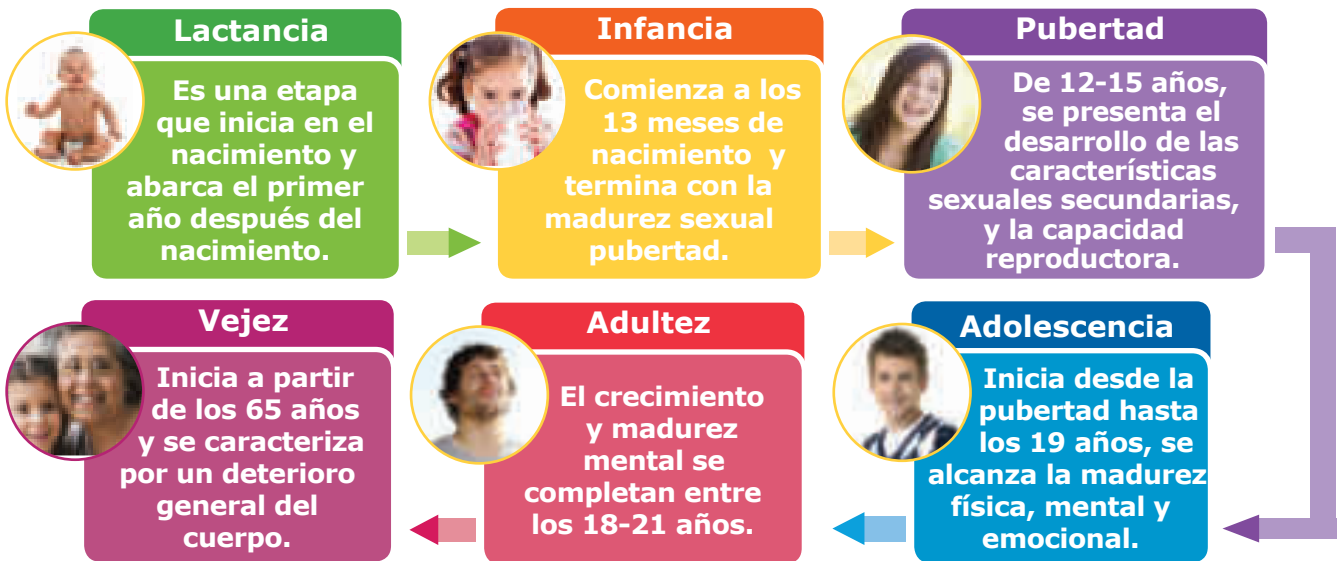 Lactancia
Es una etapa
que inicia en el
nacimiento y
abarca el primer
año después del
nacimiento.
Infancia
Comienza a los
13 meses de
nacimiento y
termina con la
madurez sexual
pubertad.
Pubertad
De 12-15 años,
se presenta el
desarrollo de las
características
sexuales secundarias,
y la capacidad
reproductora.
Adolescencia
Inicia desde la
pubertad hasta
los 19 años, se
alcanza la madurez
física, mental y
emocional.
Adultez
El crecimiento
y madurez
mental se
completan entre
los 18-21 años.
Vejez
Inicia a partir
de los 65 años
y se caracteriza
por un deterioro
general del
cuerpo.